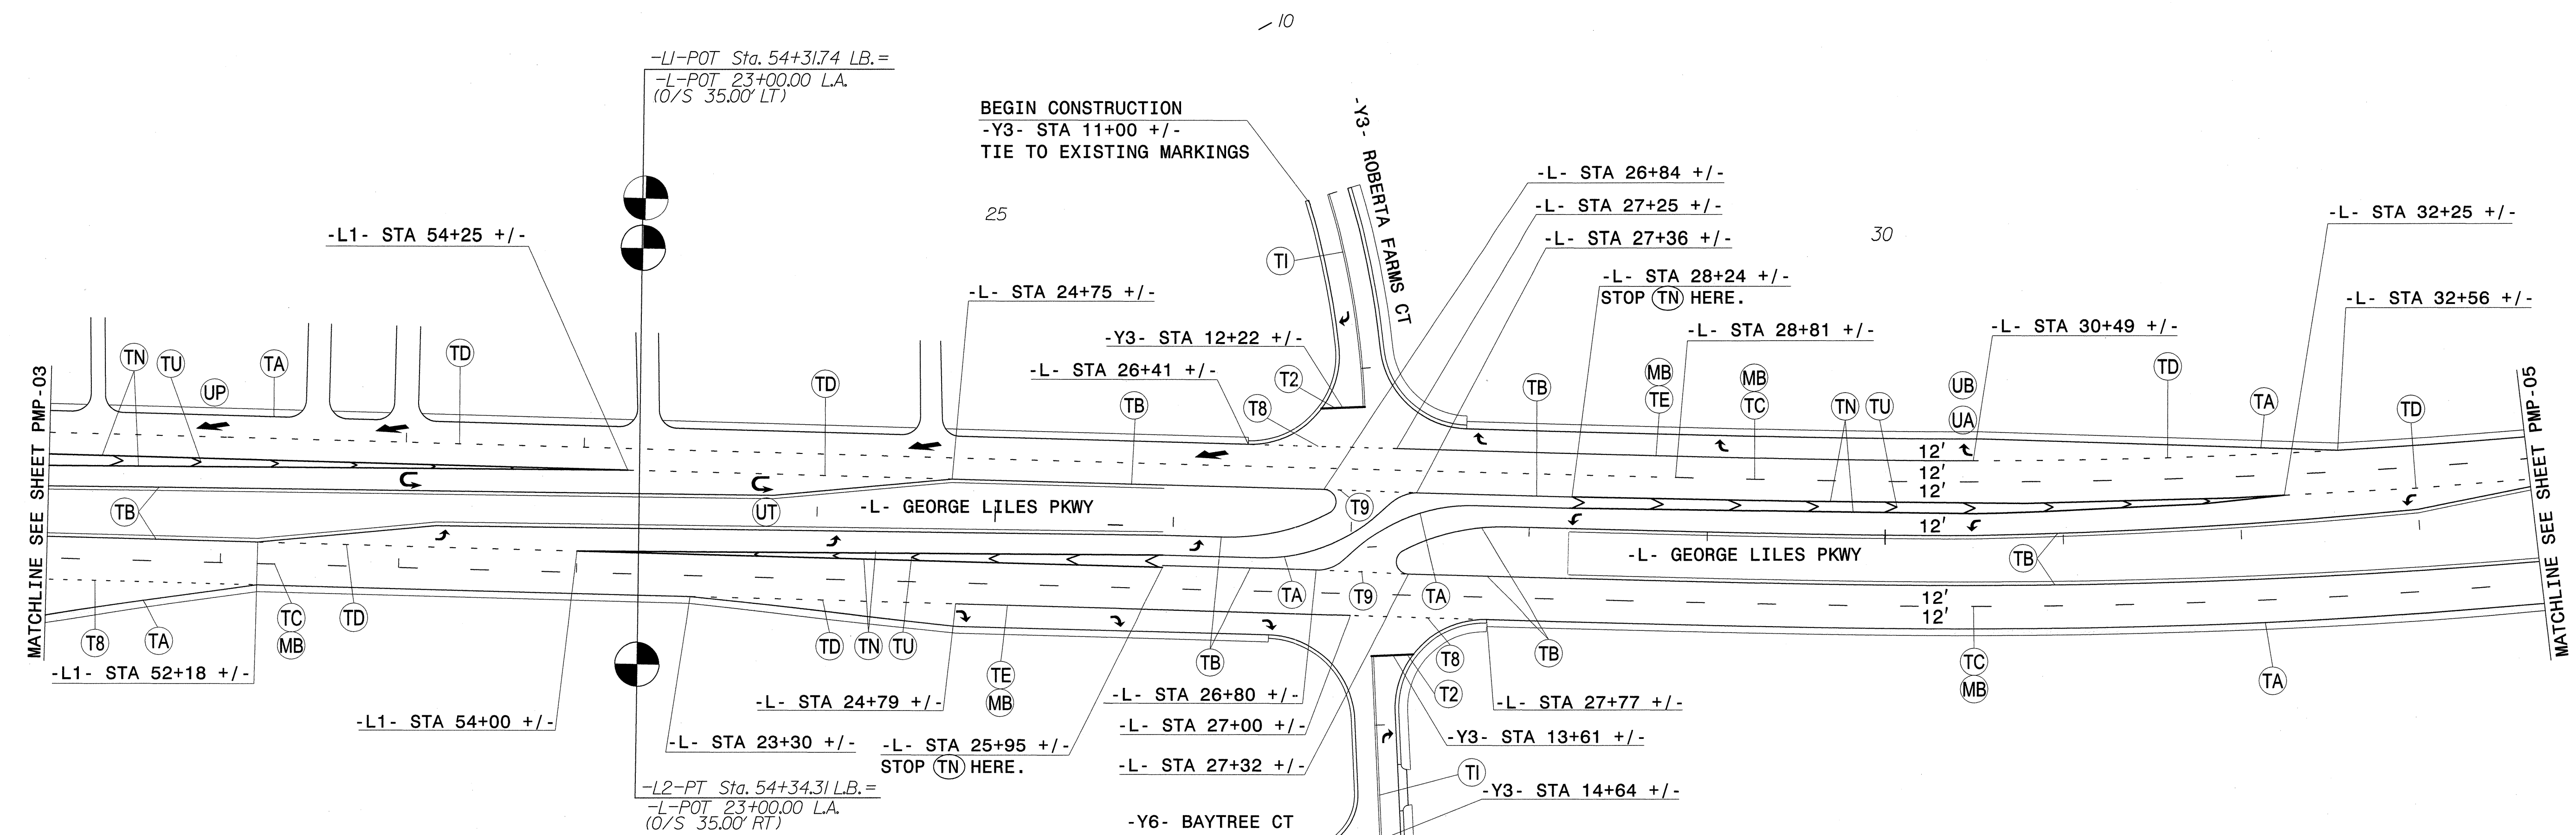 10
-L1-POT Sta. 54+31.74 LB.=
-L-POT 23+00.00 L.A.
(O/S 35.00' LT)
BEGIN CONSTRUCTION
-Y3- STA 11+00 +/-
TIE TO EXISTING MARKINGS
-Y3- ROBERTA FARMS CT
-L- STA 26+84 +/-
-L- STA 27+25 +/-
-L- STA 27+36 +/-
25
30
-L- STA 32+25 +/-
-L1- STA 54+25 +/-
TI
-L- STA 28+24 +/-
STOP TN HERE.
-L- STA 24+75 +/-
-L- STA 32+56 +/-
-L- STA 28+81 +/-
-L- STA 30+49 +/-
-Y3- STA 12+22 +/-
-L- STA 26+41 +/-
MATCHLINE SEE SHEET PMP-03
TN
TU
UP
TA
TD
TD
TB
T8
T2
TB
MB
TE
MB
TC
TN
TU
UB
UA
TD
TA
TD
12'
12'
12'
12'
TB
UT
-L- GEORGE LILES PKWY
T9
-L- GEORGE LILES PKWY
TB
MATCHLINE SEE SHEET PMP-05
T8
TA
TC
MB
TD
TD
TN
TU
TE
MB
TB
TA
T9
TA
T8
T2
TB
12'
12'
TC
MB
TA
-L1- STA 52+18 +/-
-L1- STA 54+00 +/-
-L- STA 23+30 +/-
-L- STA 24+79 +/-
-L- STA 25+95 +/-
STOP TN HERE.
-L- STA 26+80 +/-
-L- STA 27+00 +/-
-L- STA 27+32 +/-
-L- STA 27+77 +/-
-Y3- STA 13+61 +/-
TI
-Y3- STA 14+64 +/-
-L2-PT Sta. 54+34.31 L.B.=
-L-POT 23+00.00 L.A.
(O/S 35.00' RT)
-Y6- BAYTREE CT